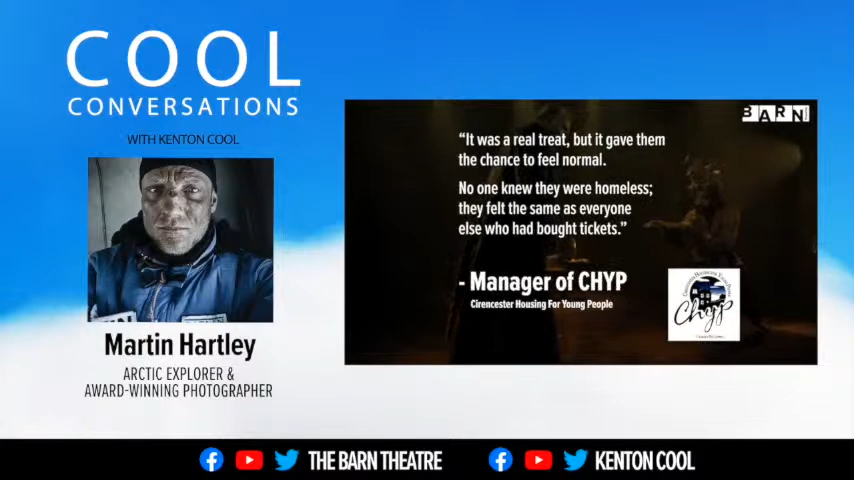 COOL
CONVERSATIONS
WITH KENTON COOL
Martin Hartley
ARCTIC EXPLORER &
AWARD-WINNING PHOTOGRAPHER
BARN
“It was a real treat, but it gave them
the chance to feel normal.
No one knew they were homeless;
they felt the same as everyone
else who had bought tickets.”
- Manager of CHYP
Cirencester Housing For Young People
Chyp
THE BARN THEATRE
KENTON COOL